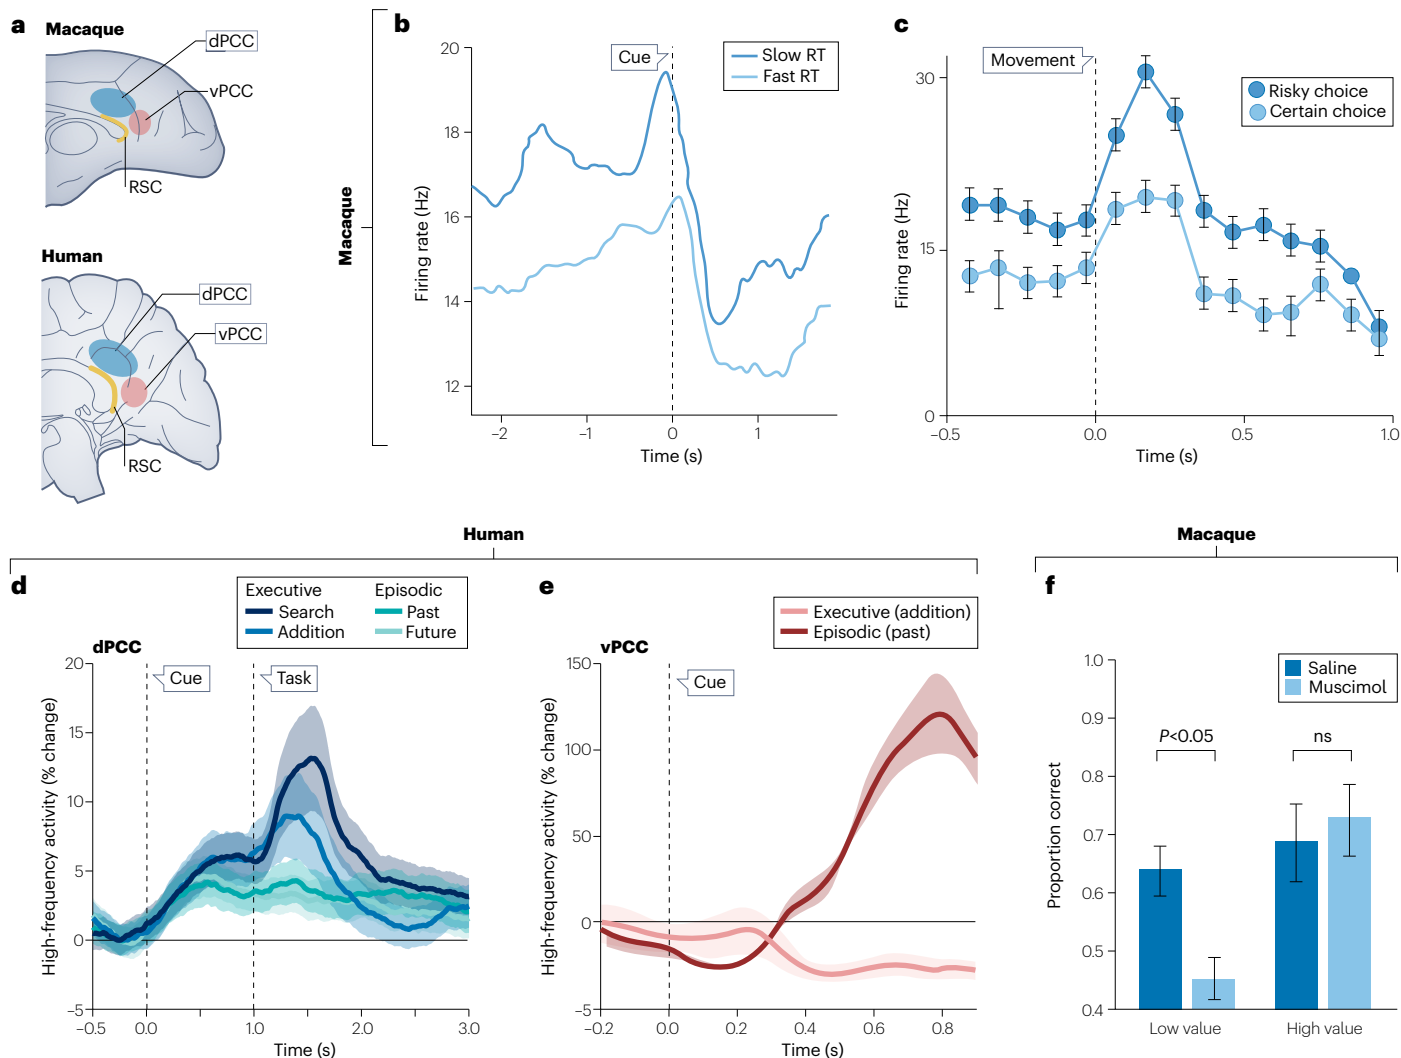 a
Macaque
dPCC
vPCC
RSC
Human
dPCC
vPCC
RSC
Macaque
b
Cue
Slow RT
Fast RT
Firing rate (Hz)
20
18
16
14
12
−2
−1
0
1
Time (s)
c
Movement
Risky choice
Certain choice
Firing rate (Hz)
30
15
0
−0.5
0.0
0.5
1.0
Time (s)
Human
d
Executive
Episodic
Search
Past
Addition
Future
dPCC
Cue
Task
High-frequency activity (% change)
20
15
10
5
0
−5
−0.5
0.0
1.0
2.0
3.0
Time (s)
e
Executive (addition)
Episodic (past)
vPCC
Cue
High-frequency activity (% change)
150
100
50
0
−5
−0.2
0.0
0.2
0.4
0.6
0.8
Time (s)
Macaque
f
Saline
Muscimol
P<0.05
ns
Proportion correct
1.0
0.9
0.8
0.7
0.6
0.5
0.4
Low value
High value